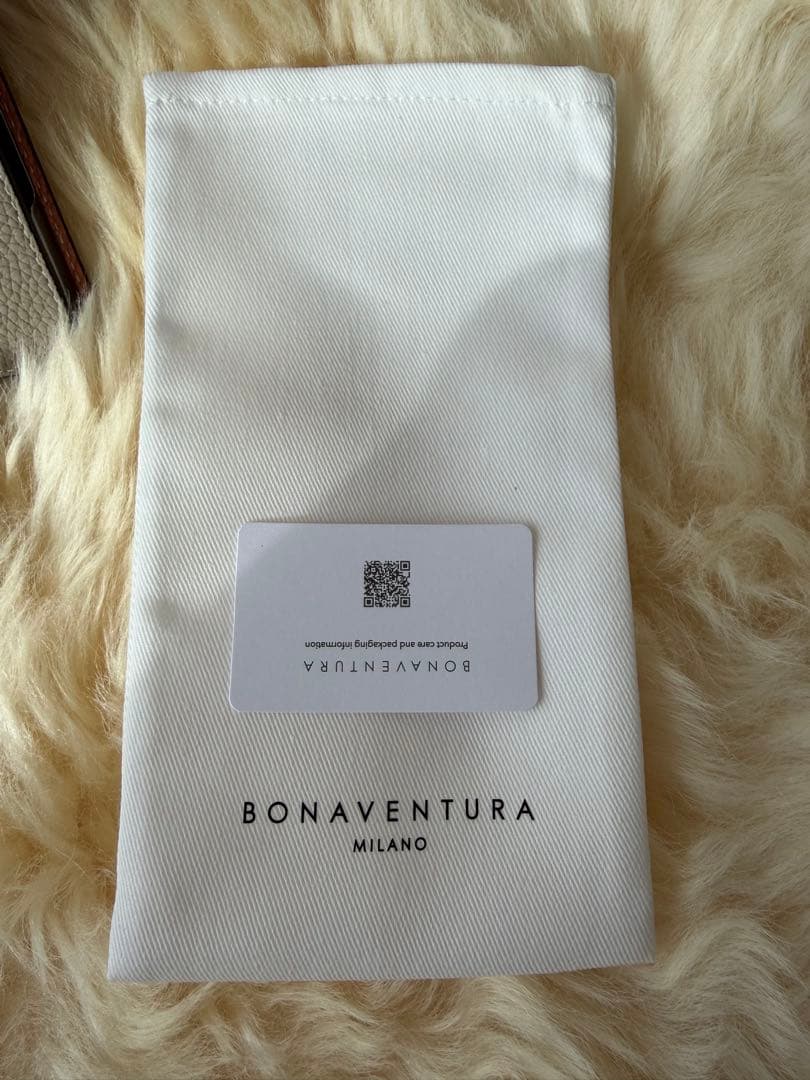 BONAVENTURA
Product care and packaging information
BONAVENTURA
MILANO